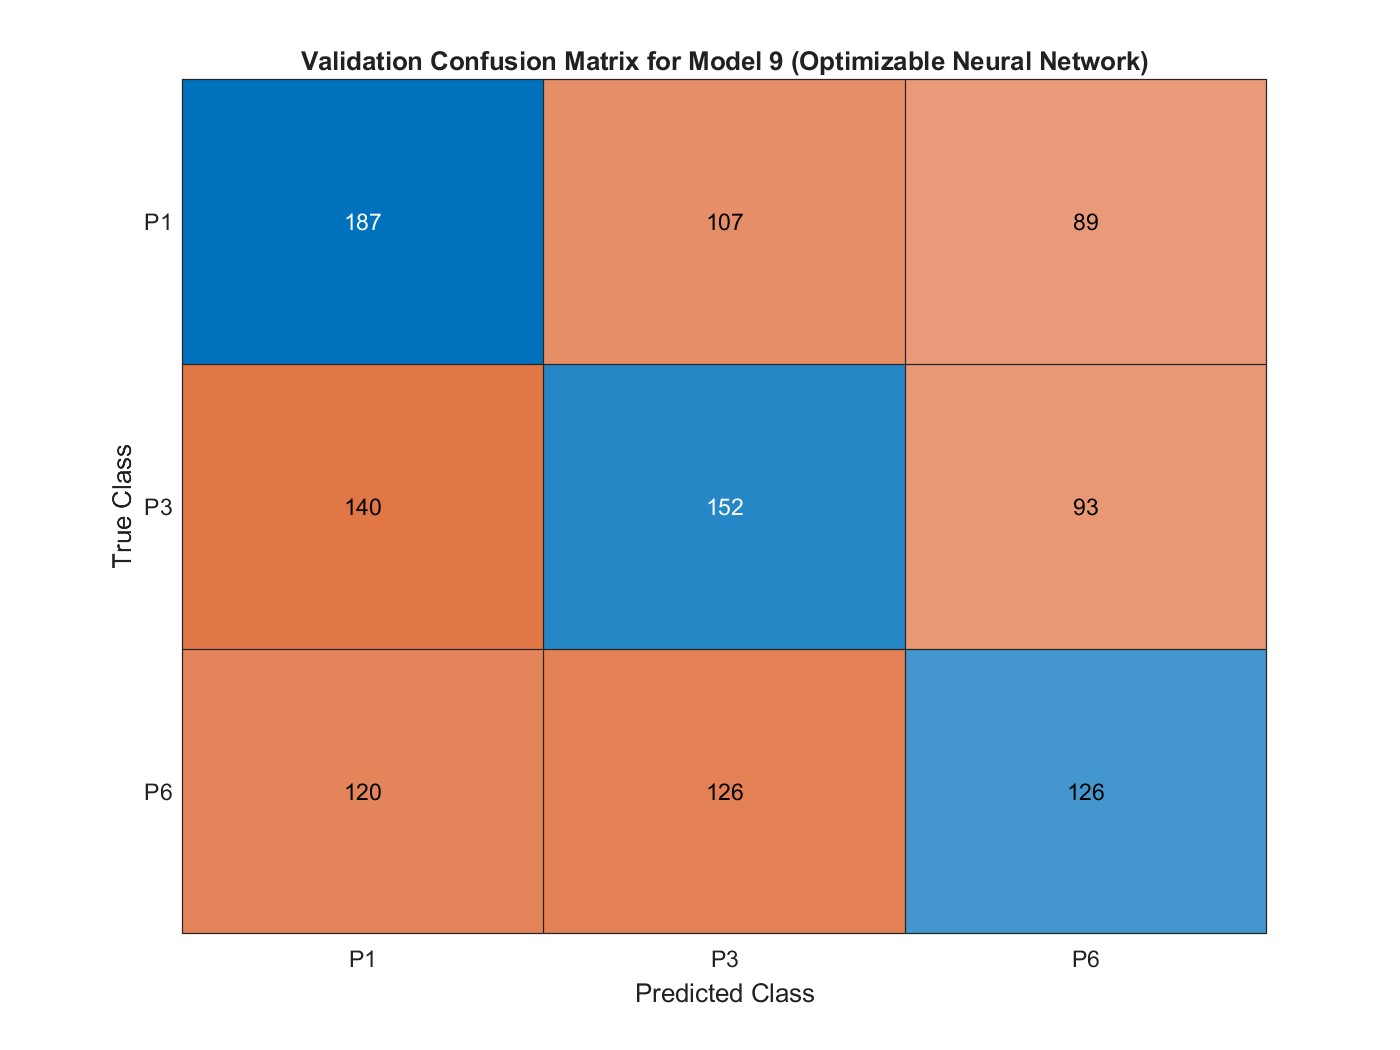 Validation Confusion Matrix for Model 9 (Optimizable Neural Network)
True Class
P1
187
107
89
P3
140
152
93
P6
120
126
126
P1
P3
P6
Predicted Class